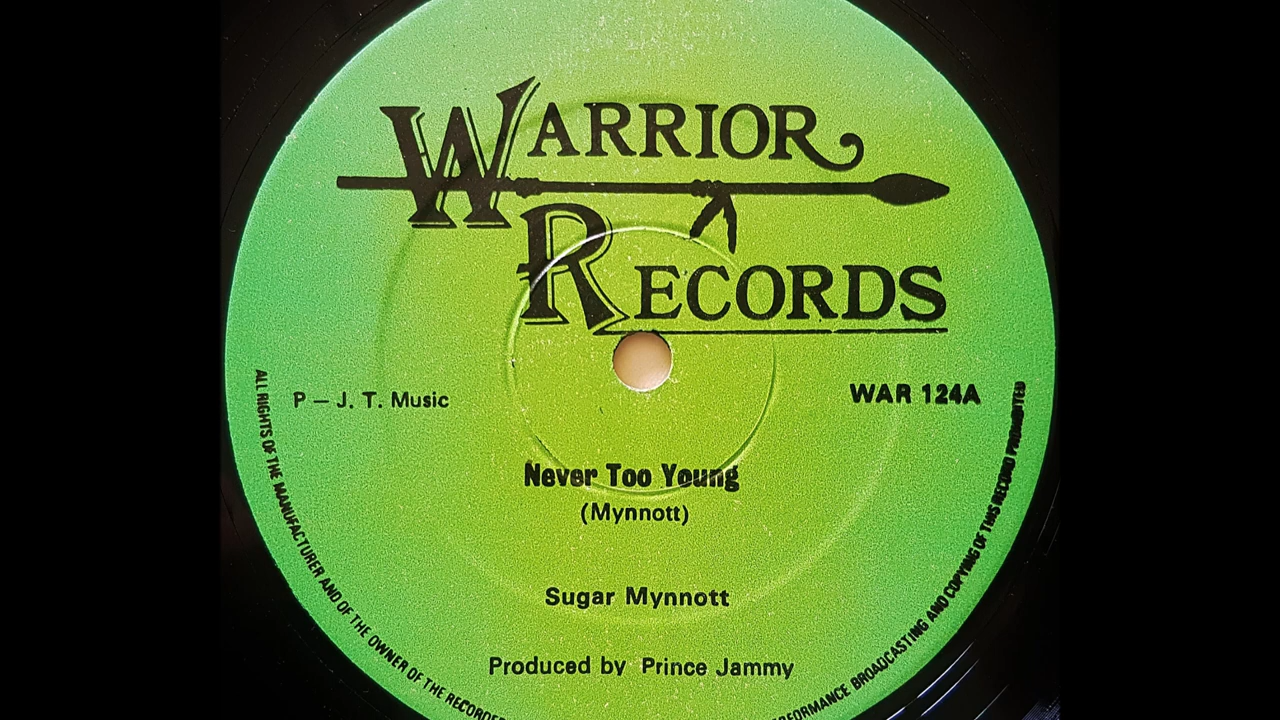 WARRIOR
RECORDS
P – J. T. Music
WAR 124A
Never Too Young
(Mynnott)
Sugar Mynnott
Produced by Prince Jammy
ALL RIGHTS OF THE MANUFACTURER AND OF THE OWNER OF THE RECORDED
PERFORMANCE BROADCASTING AND COPYING OF THIS RECORD PROHIBITED